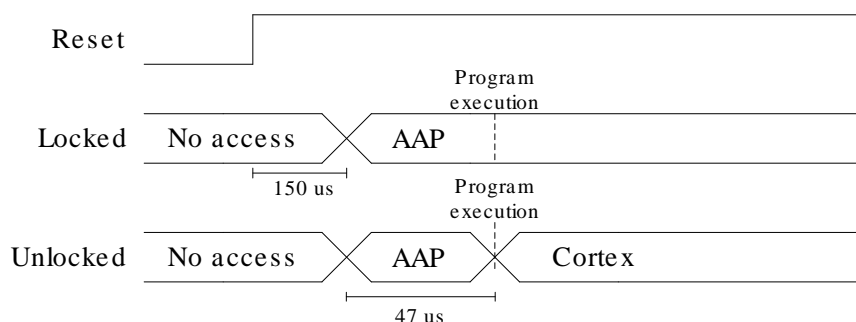 Reset
Program
execution
Locked
No access
AAP
150 us
Program
execution
Unlocked
No access
AAP
Cortex
47 us